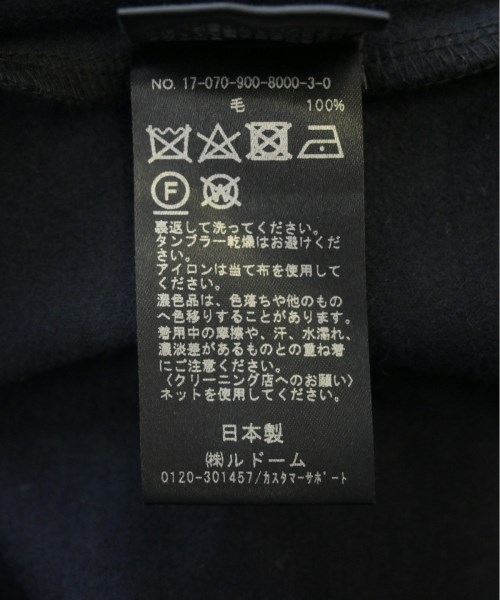 NO. 17-070-900-8000-3-0
毛 100%
F W
裏返して洗ってください。
タンブラー乾燥はお避けくだ
さい。
アイロンは当て布を使用して
ください。
濃色品は、色落ちや他のもの
へ色移りすることがあります。
着用中の摩擦や、汗、水濡れ、
濃淡差があるものとの重ね着
にご注意ください。
〈クリーニング店へのお願い〉
ネットを使用してください。
日本製
㈱ルドーム
0120-301457/カスタマーサポート